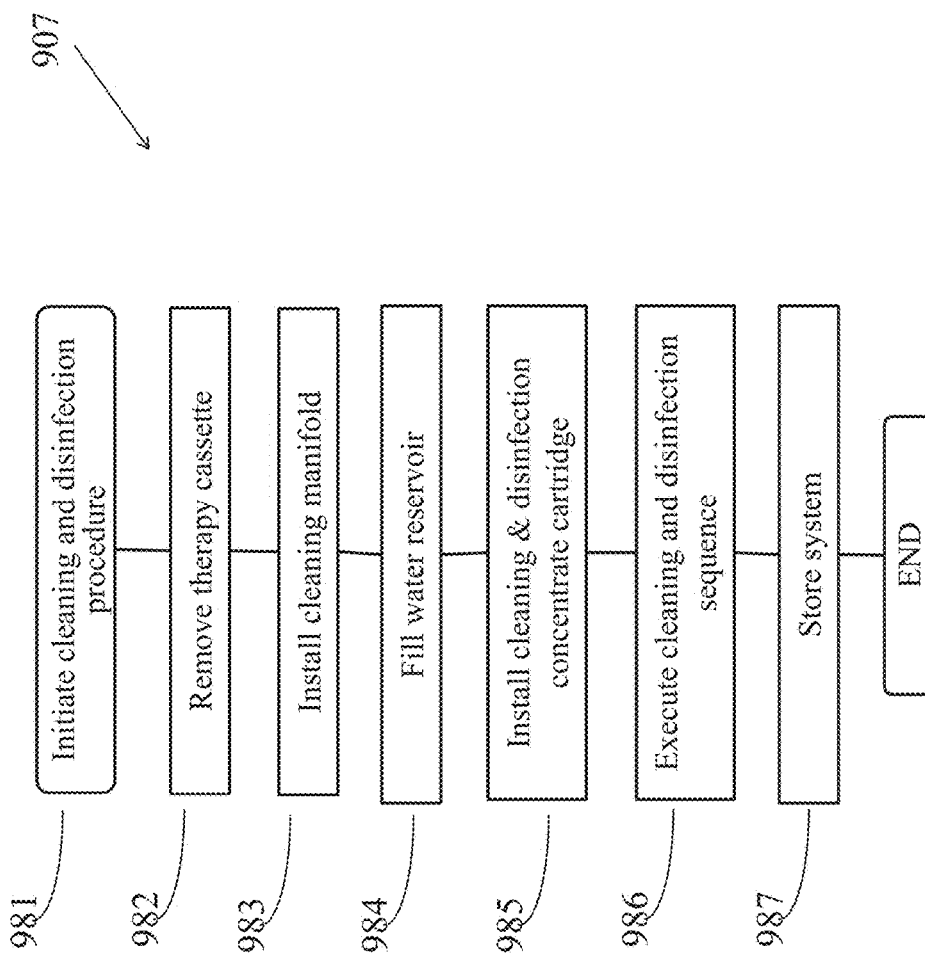 907
981
Initiate cleaning and disinfection
procedure
982
Remove therapy cassette
983
Install cleaning manifold
984
Fill water reservoir
985
Install cleaning & disinfection
concentrate cartridge
986
Execute cleaning and disinfection
sequence
987
Store system
END